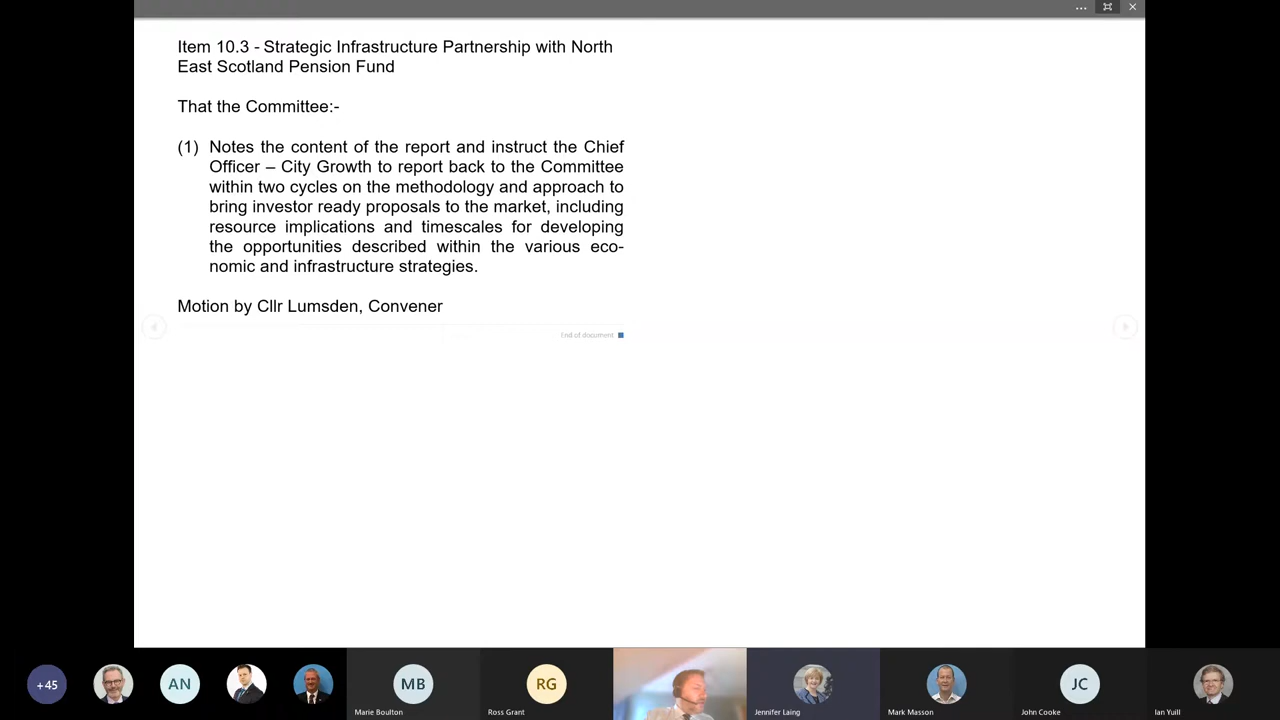 Item 10.3 - Strategic Infrastructure Partnership with North
East Scotland Pension Fund
That the Committee:-
(1) Notes the content of the report and instruct the Chief
Officer – City Growth to report back to the Committee
within two cycles on the methodology and approach to
bring investor ready proposals to the market, including
resource implications and timescales for developing
the opportunities described within the various eco-
nomic and infrastructure strategies.
Motion by Cllr Lumsden, Convener
End of document
+45
AN
MB
Marie Boulton
RG
Ross Grant
Jennifer Laing
Mark Masson
JC
John Cooke
Ian Yuill